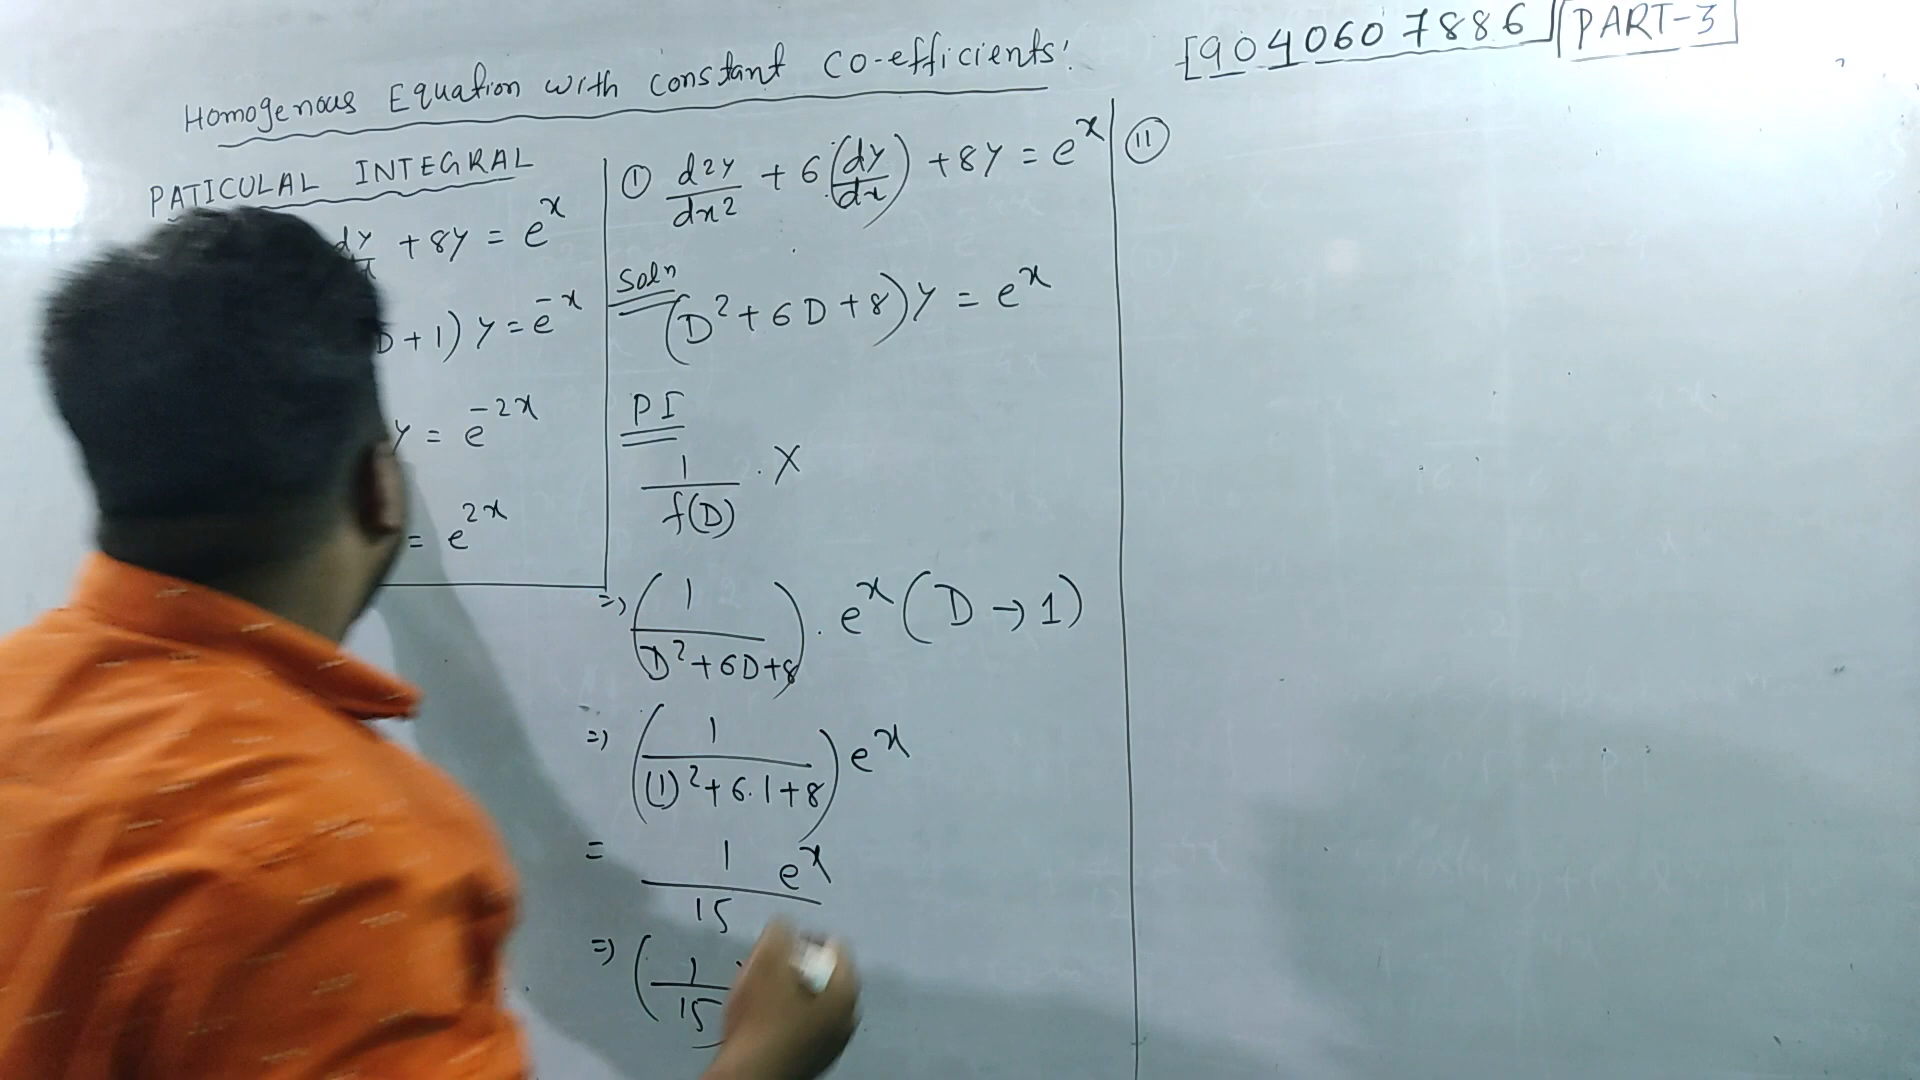 Homogenous Equation with constant co-efficients:
[9040607886] [PART-3]
PATICULAL INTEGRAL
dy + 8y = e^x
D+1) y = e^-x
y = e^-2x
= e^2x
① d2y/dx2 + 6(dy/dx) + 8y = e^x
Soln
(D²+6D+8)y = e^x
PI
1/f(D) . X
=> (1/D²+6D+8) . e^x (D→1)
=> (1/(1)²+6.1+8) e^x
= 1 e^x/15
=> (1/15
⑪